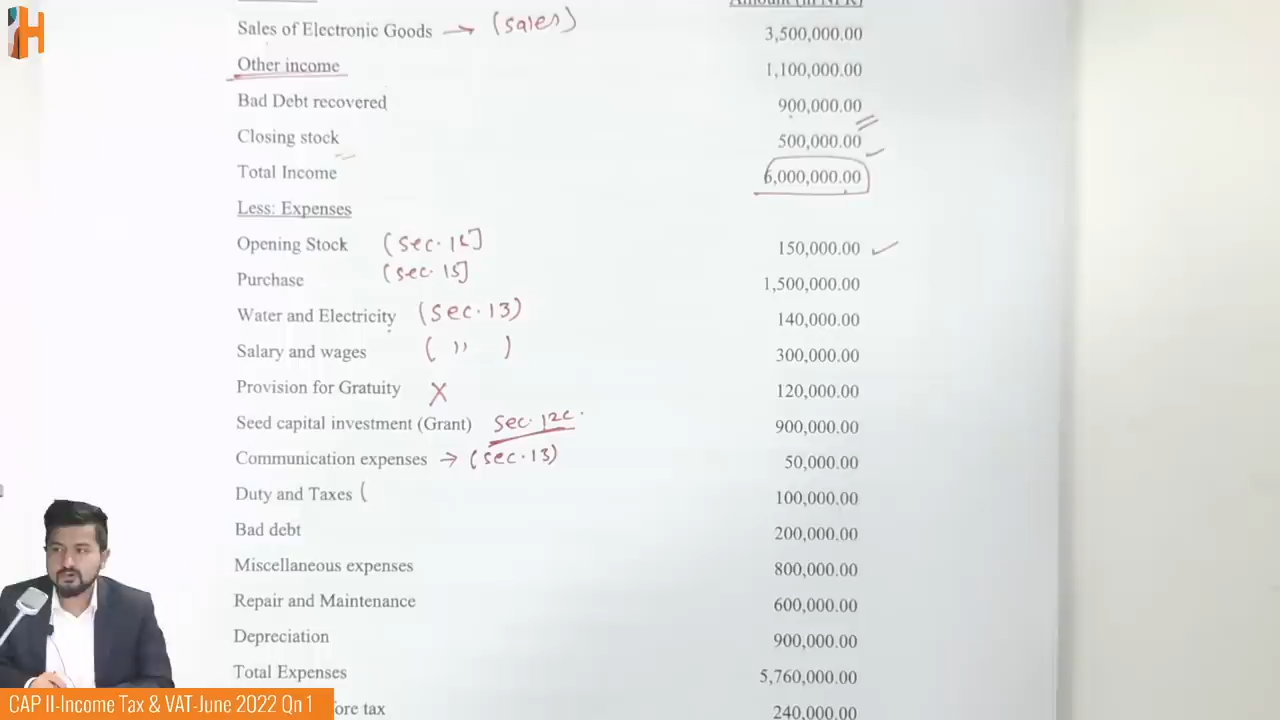 H
Sales of Electronic Goods → (sales) 3,500,000.00
Other income 1,100,000.00
Bad Debt recovered 900,000.00
Closing stock 500,000.00
Total Income 6,000,000.00
Less: Expenses
Opening Stock (Sec. 15] 150,000.00
Purchase (sec. 15] 1,500,000.00
Water and Electricity (Sec. 13) 140,000.00
Salary and wages ( '' ) 300,000.00
Provision for Gratuity X 120,000.00
Seed capital investment (Grant) Sec. 12C. 900,000.00
Communication expenses → (sec. 13) 50,000.00
Duty and Taxes ( 100,000.00
Bad debt 200,000.00
Miscellaneous expenses 800,000.00
Repair and Maintenance 600,000.00
Depreciation 900,000.00
Total Expenses 5,760,000.00
ore tax 240,000.00
CAP II-Income Tax & VAT-June 2022 Qn 1